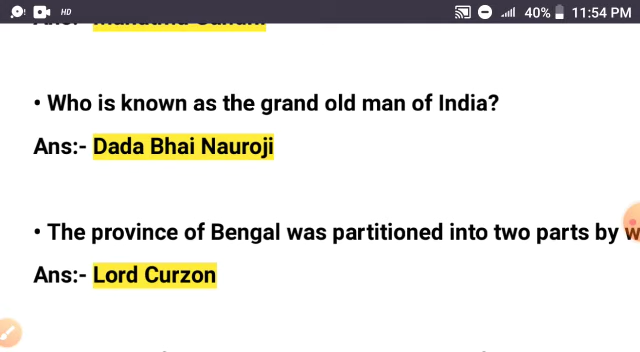 HD 40% 11:54 PM
• Who is known as the grand old man of India?
Ans:- Dada Bhai Nauroji
• The province of Bengal was partitioned into two parts by
Ans:- Lord Curzon